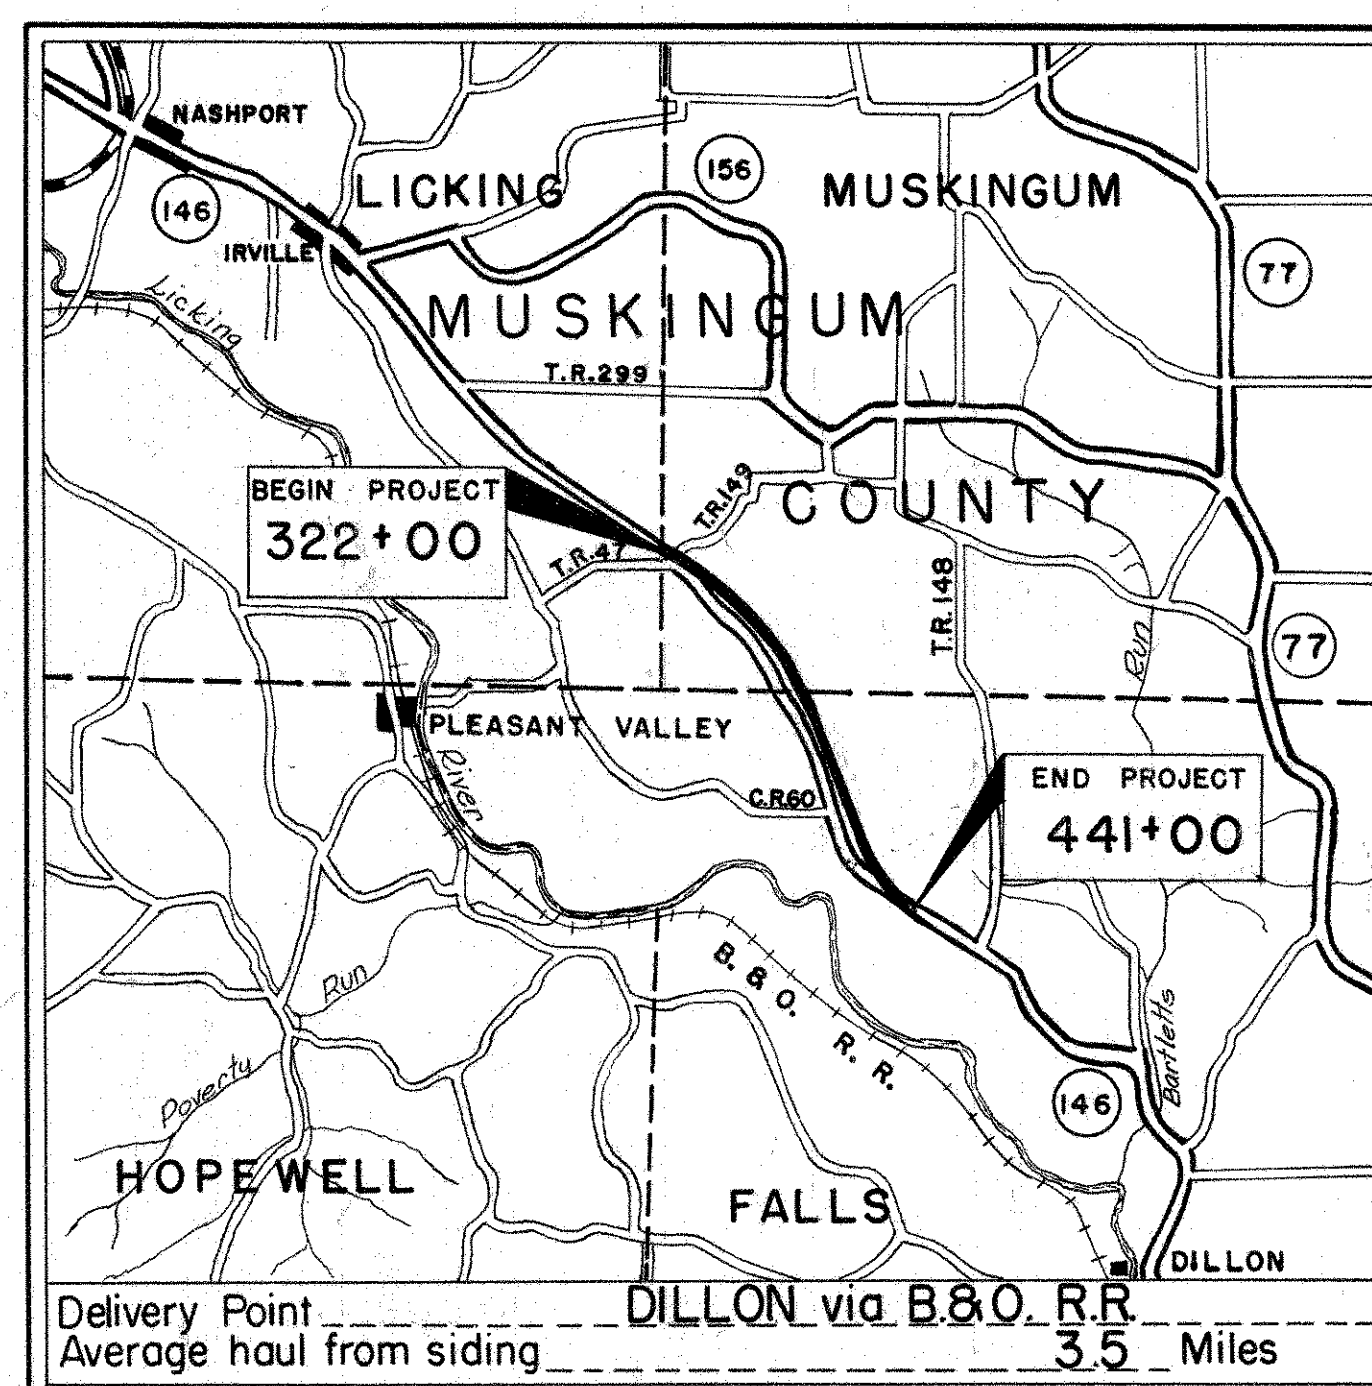 NASHPORT
146
IRVILLE
LICKING
156
MUSKINGUM
77
Licking
MUSKINGUM
T.R.299
BEGIN PROJECT
322+00
T.R.149
COUNTY
T.R.47
T.R.148
Run
77
PLEASANT VALLEY
River
C.R.60
END PROJECT
441+00
B. & O. R. R.
Run
Poverty
Bartletts
146
HOPEWELL
FALLS
DILLON
Delivery Point DILLON via B.&O. R.R.
Average haul from siding 3.5 Miles